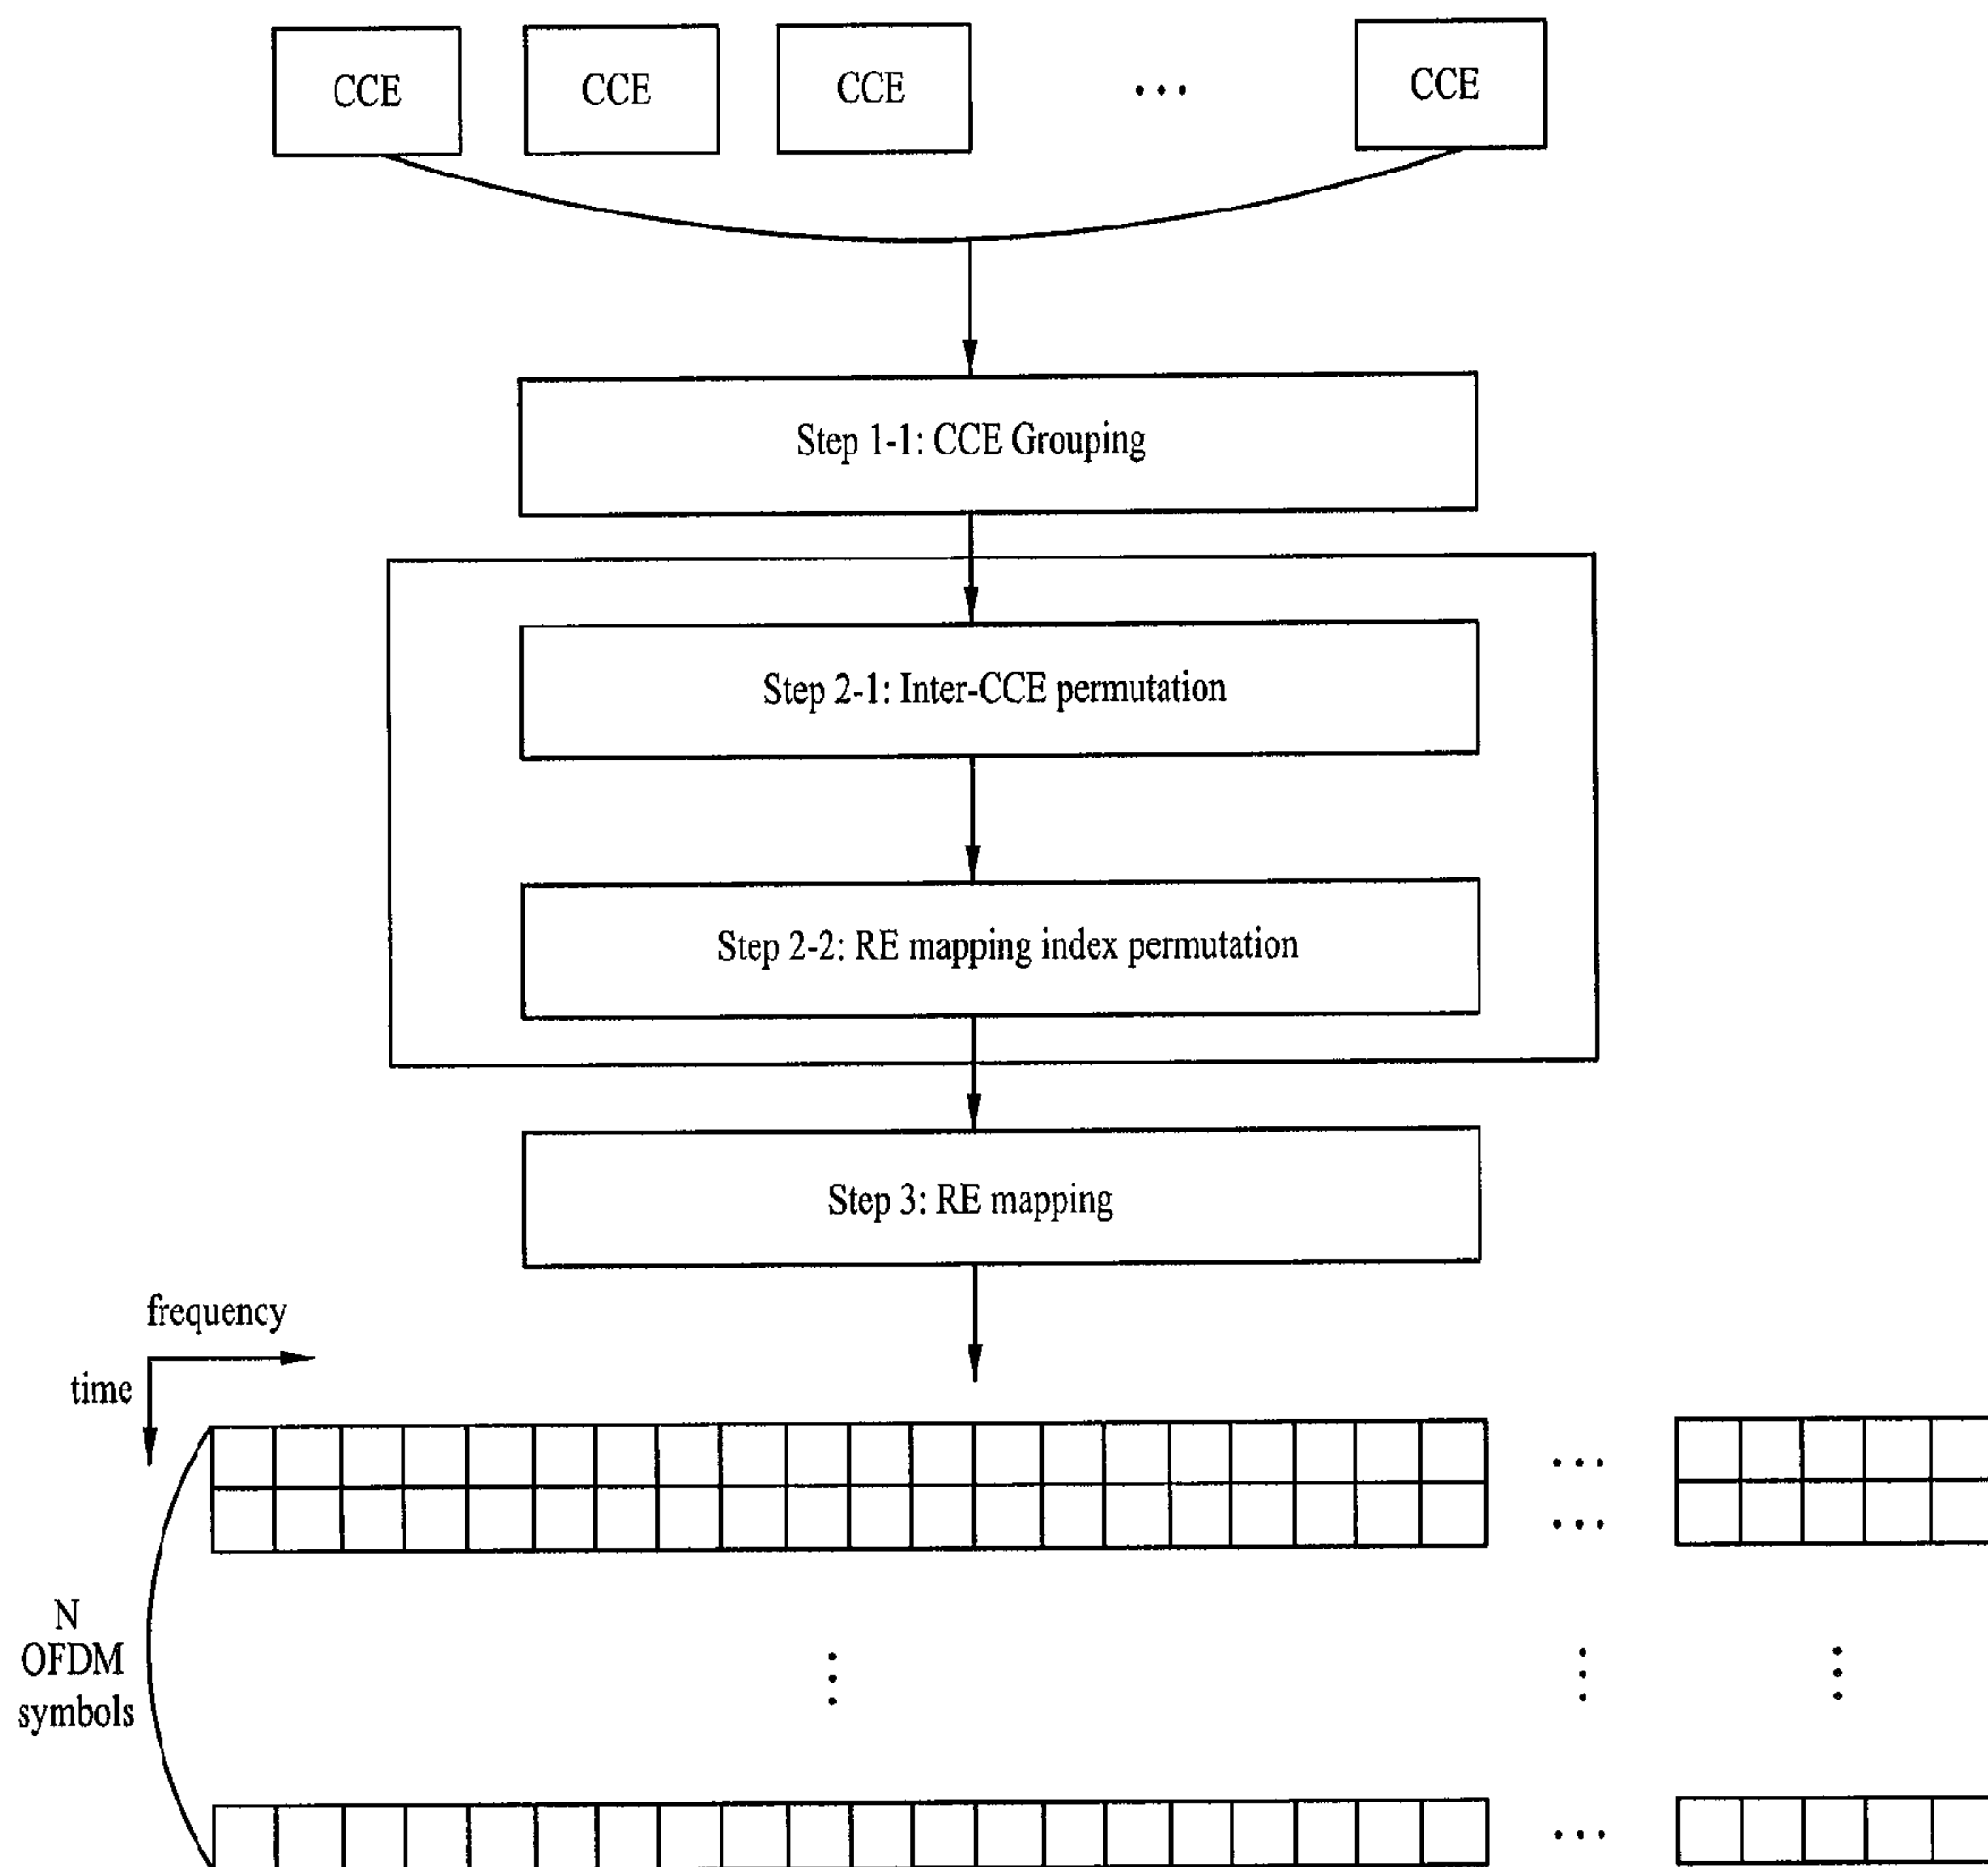 CCE CCE CCE ... CCE
Step 1-1: CCE Grouping
Step 2-1: Inter-CCE permutation
Step 2-2: RE mapping index permutation
Step 3: RE mapping
frequency
time
...
...
N
OFDM
symbols
...